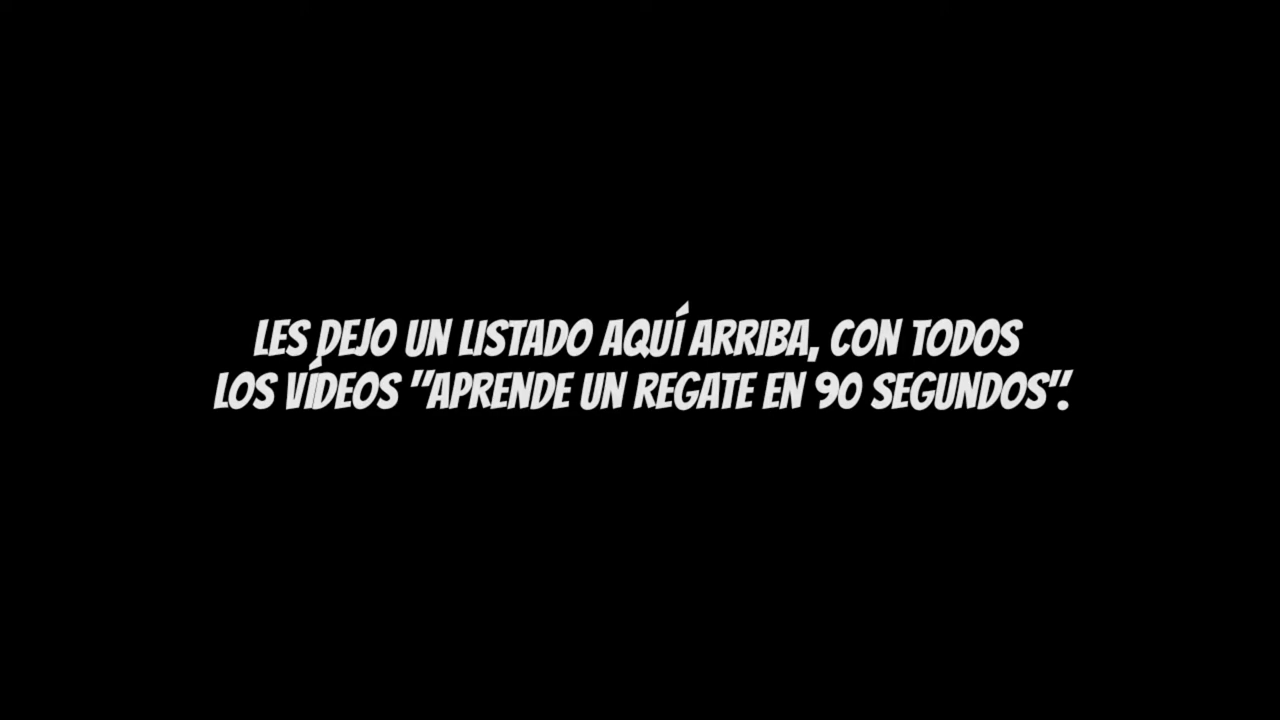 LES DEJO UN LISTADO AQUÍ ARRIBA, CON TODOS
LOS VÍDEOS "APRENDE UN REGATE EN 90 SEGUNDOS".